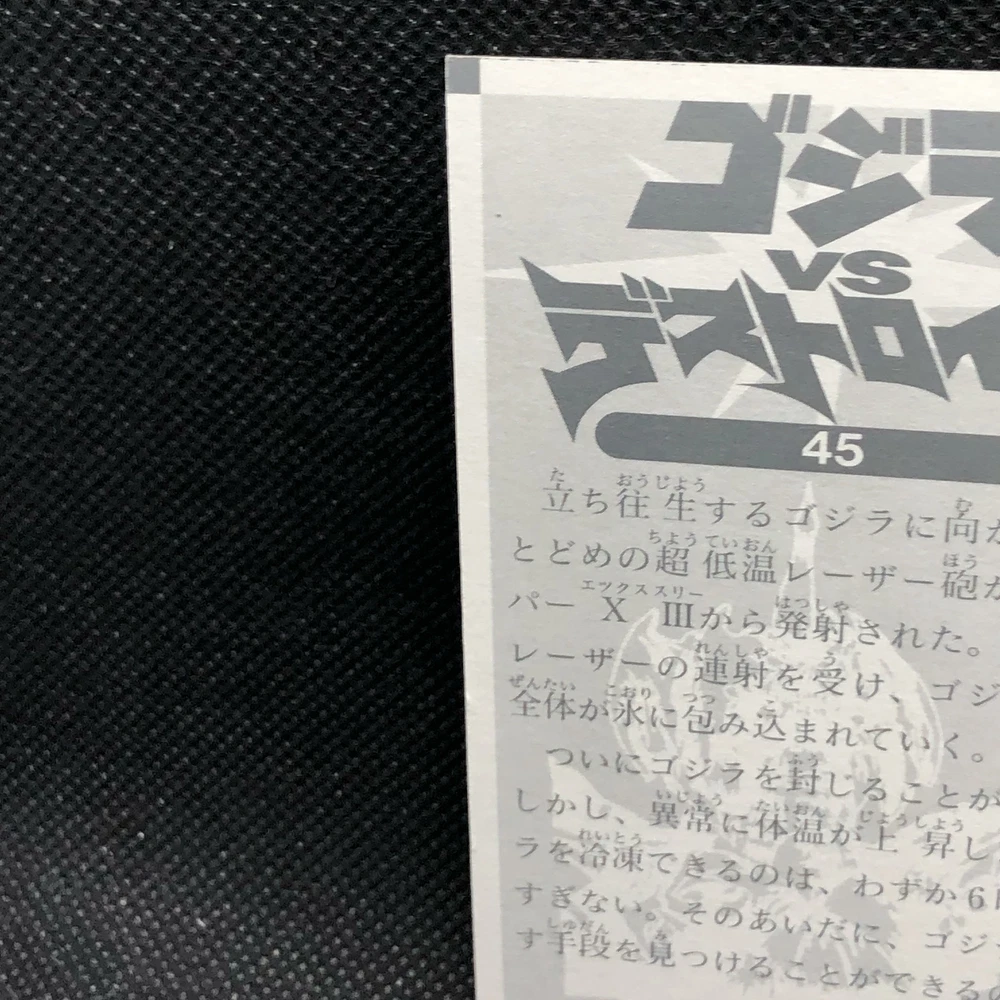 ゴジラ
VS
デストロイ
45
立ち往生するゴジラに向か
とどめの超低温レーザー砲が
パーX IIIから発射された。
レーザーの連射を受け、ゴジ
全体が氷に包み込まれていく。
ついにゴジラを封じることが
しかし、異常に体温が上昇し
ラを冷凍できるのは、わずか6
すぎない。そのあいだに、ゴジ
す手段を見つけることができる